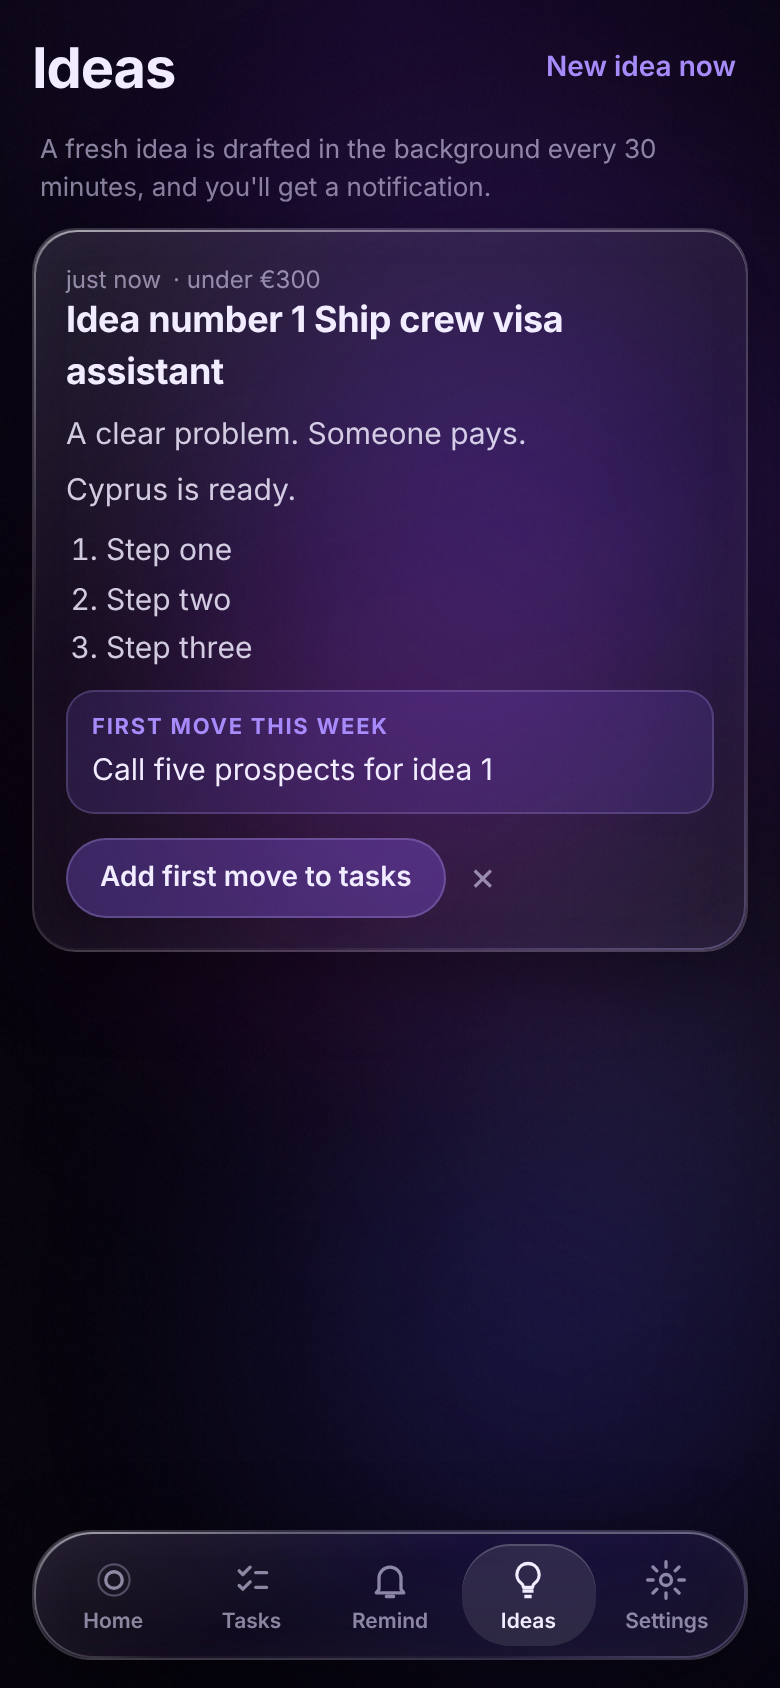 Ideas
New idea now
A fresh idea is drafted in the background every 30
minutes, and you'll get a notification.
just now · under €300
Idea number 1 Ship crew visa
assistant
A clear problem. Someone pays.
Cyprus is ready.
1. Step one
2. Step two
3. Step three
FIRST MOVE THIS WEEK
Call five prospects for idea 1
Add first move to tasks ×
Home
Tasks
Remind
Ideas
Settings